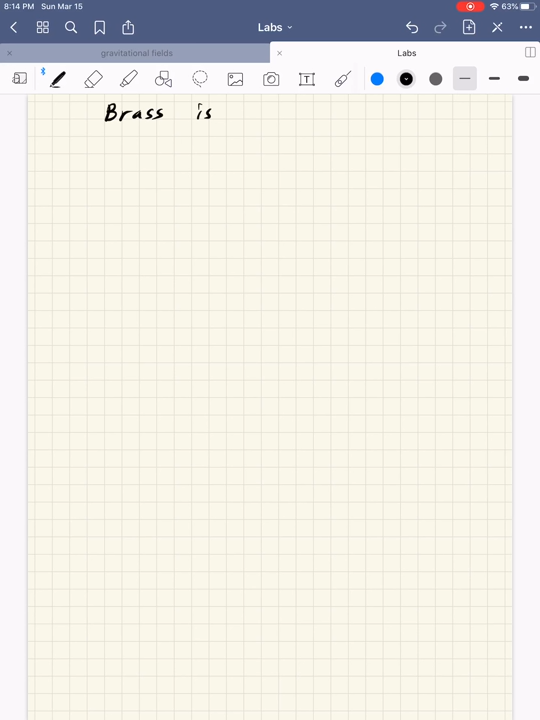 8:14 PM Sun Mar 15 63%
Labs
gravitational fields
Labs
T
Brass is